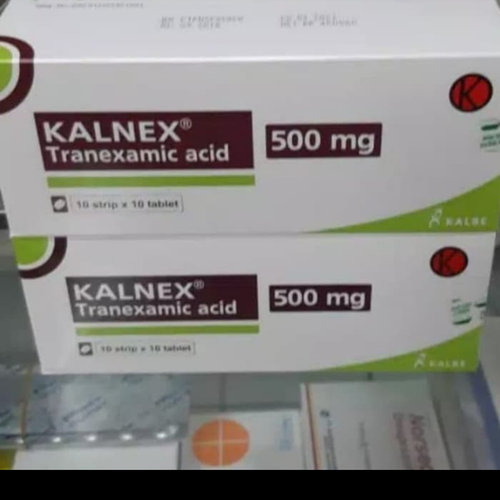 KALNEX®
Tranexamic acid
500 mg
K
10 strip x 10 tablet
KALBE
KALNEX®
Tranexamic acid
500 mg
K
10 strip x 10 tablet
KALBE